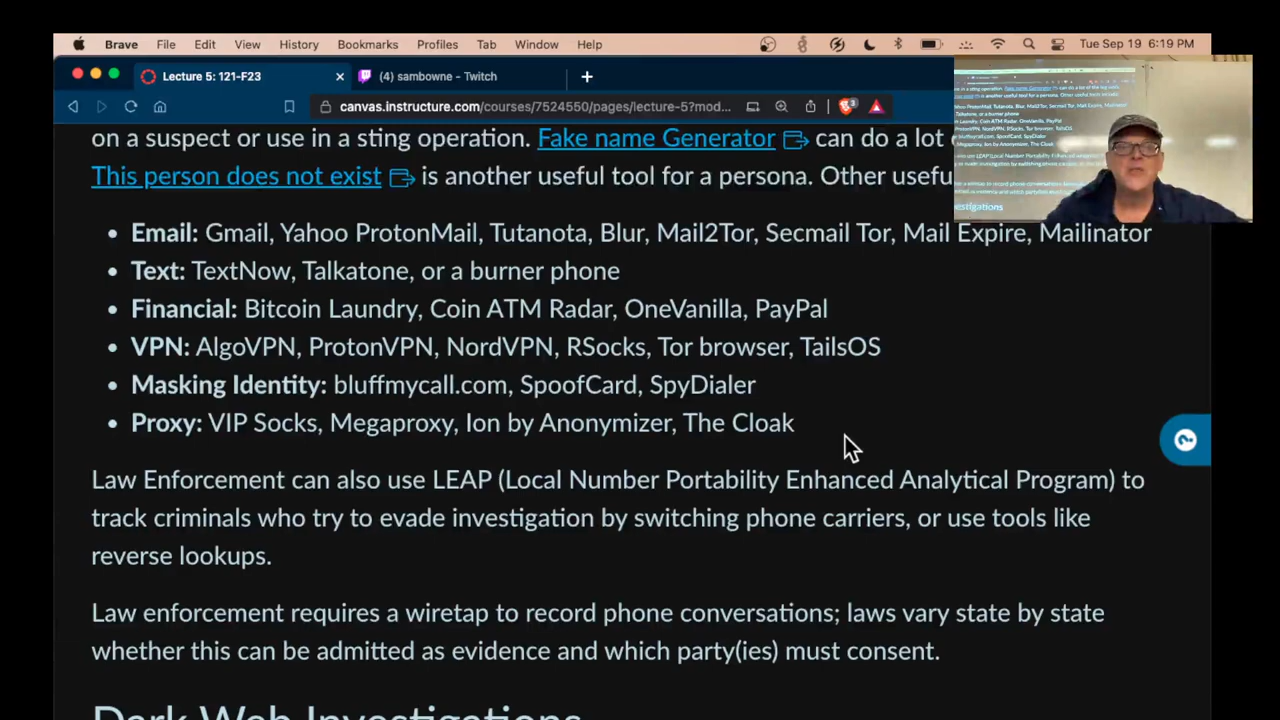 Brave File Edit View History Bookmarks Profiles Tab Window Help Tue Sep 19 6:19 PM
Lecture 5: 121-F23 (4) sambowne - Twitch
canvas.instructure.com/courses/7524550/pages/lecture-5?mod... 3
on a suspect or use in a sting operation. Fake name Generator can do a lot
This person does not exist is another useful tool for a persona. Other usefu
• Email: Gmail, Yahoo ProtonMail, Tutanota, Blur, Mail2Tor, Secmail Tor, Mail Expire, Mailinator
• Text: TextNow, Talkatone, or a burner phone
• Financial: Bitcoin Laundry, Coin ATM Radar, OneVanilla, PayPal
• VPN: AlgoVPN, ProtonVPN, NordVPN, RSocks, Tor browser, TailsOS
• Masking Identity: bluffmycall.com, SpoofCard, SpyDialer
• Proxy: VIP Socks, Megaproxy, Ion by Anonymizer, The Cloak
Law Enforcement can also use LEAP (Local Number Portability Enhanced Analytical Program) to
track criminals who try to evade investigation by switching phone carriers, or use tools like
reverse lookups.
Law enforcement requires a wiretap to record phone conversations; laws vary state by state
whether this can be admitted as evidence and which party(ies) must consent.
Dark Web Investigations